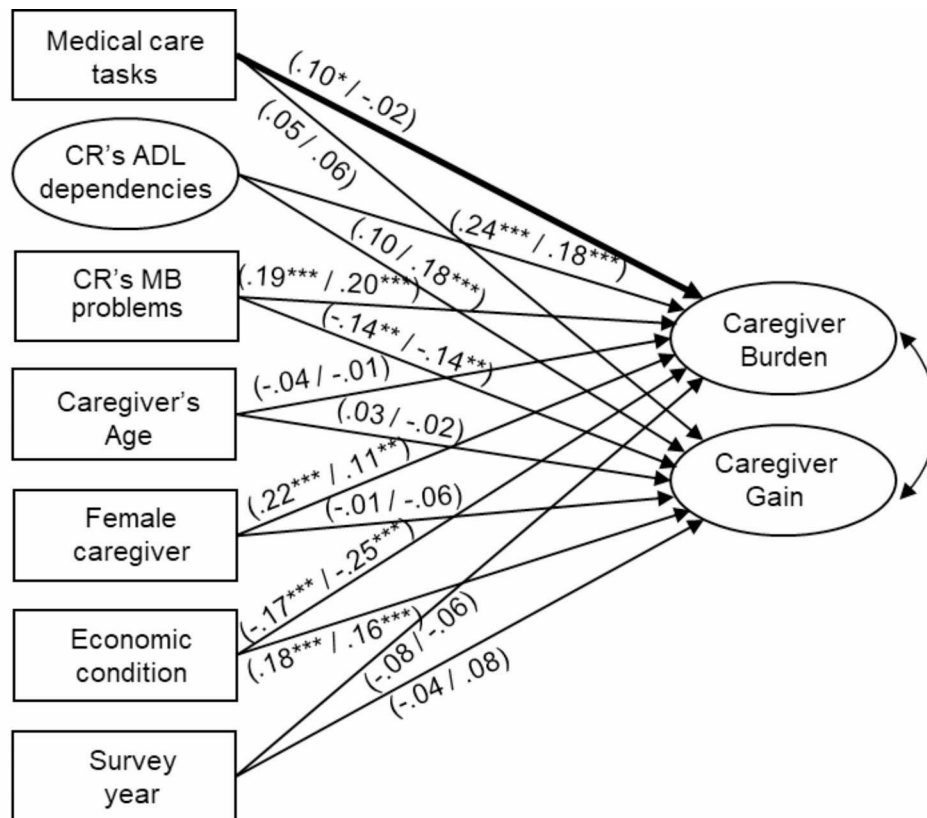 Medical care
tasks
(.10* / -.02)
(.05 / .06)
CR's ADL
dependencies
(.24*** / .18***)
(.10 / .18***)
CR's MB
problems
(.19*** / .20***)
(-.14** / -.14**)
Caregiver
Burden
Caregiver's
Age
(-.04 / -.01)
(.03 / -.02)
Caregiver
Gain
Female
caregiver
(.22*** / .11**)
(-.01 / -.06)
Economic
condition
(-.17*** / -.25***)
(.18*** / .16***)
Survey
year
(-.08 / -.06)
(-.04 / .08)